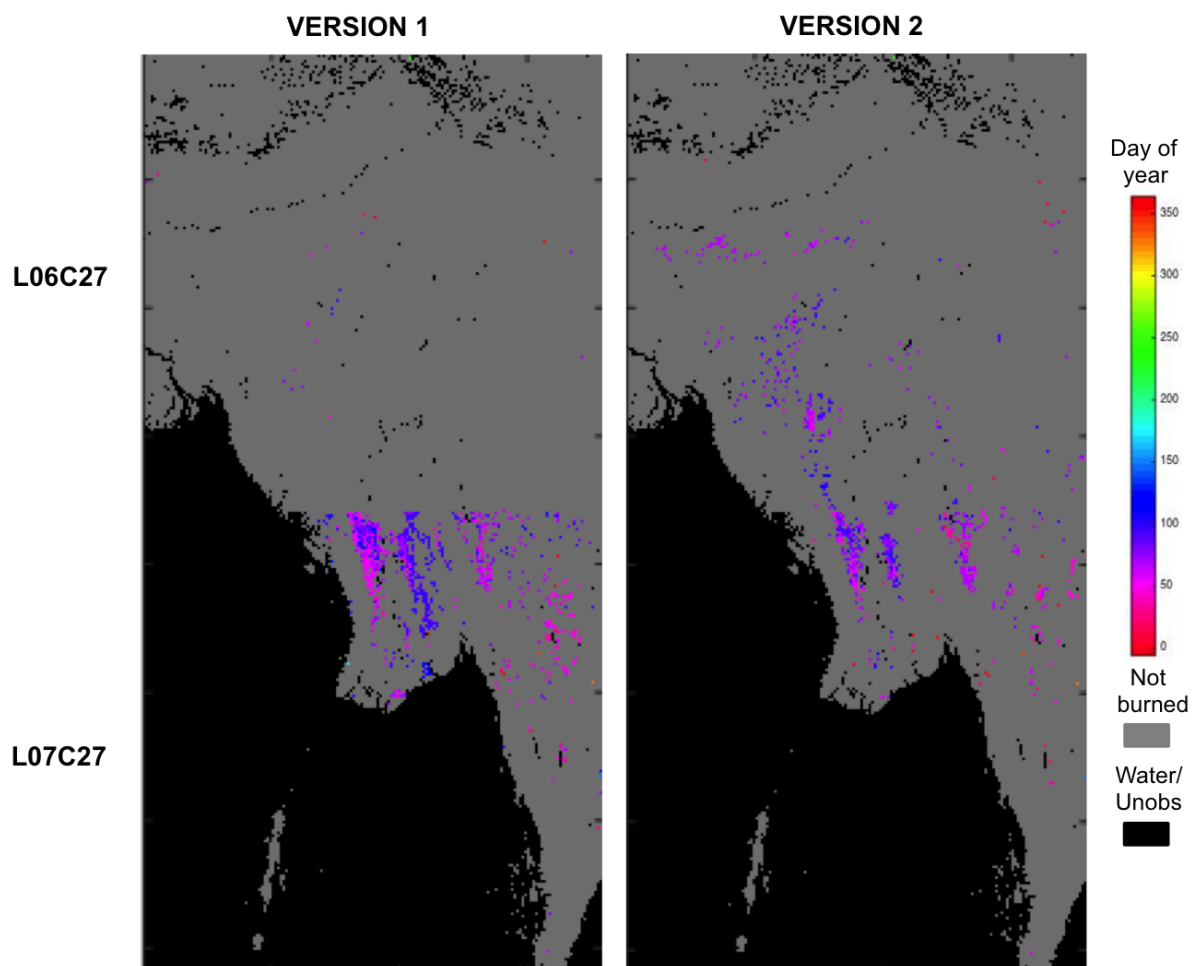 VERSION 1
VERSION 2
L06C27
L07C27
Day of
year
350
300
250
200
150
100
50
0
Not
burned
Water/
Unobs